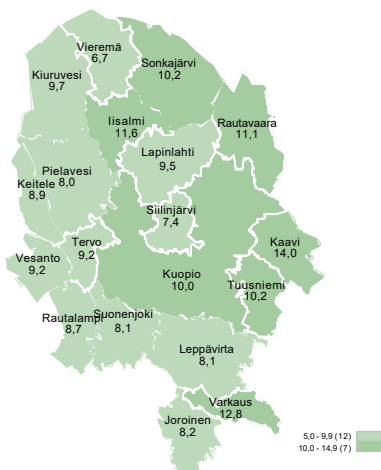 Vieremä
6,7
Sonkajärvi
10,2
Kiuruvesi
9,7
Iisalmi
11,6
Rautavaara
11,1
Lapinlahti
9,5
Pielavesi
8,0
Keitele
8,9
Siilinjärvi
7,4
Kaavi
14,0
Tervo
9,2
Vesanto
9,2
Kuopio
10,0
Tuusniemi
10,2
Rautalampi
8,7
Suonenjoki
8,1
Leppävirta
8,1
Varkaus
12,8
Joroinen
8,2
5,0 - 9,9 (12)
10,0 - 14,9 (7)